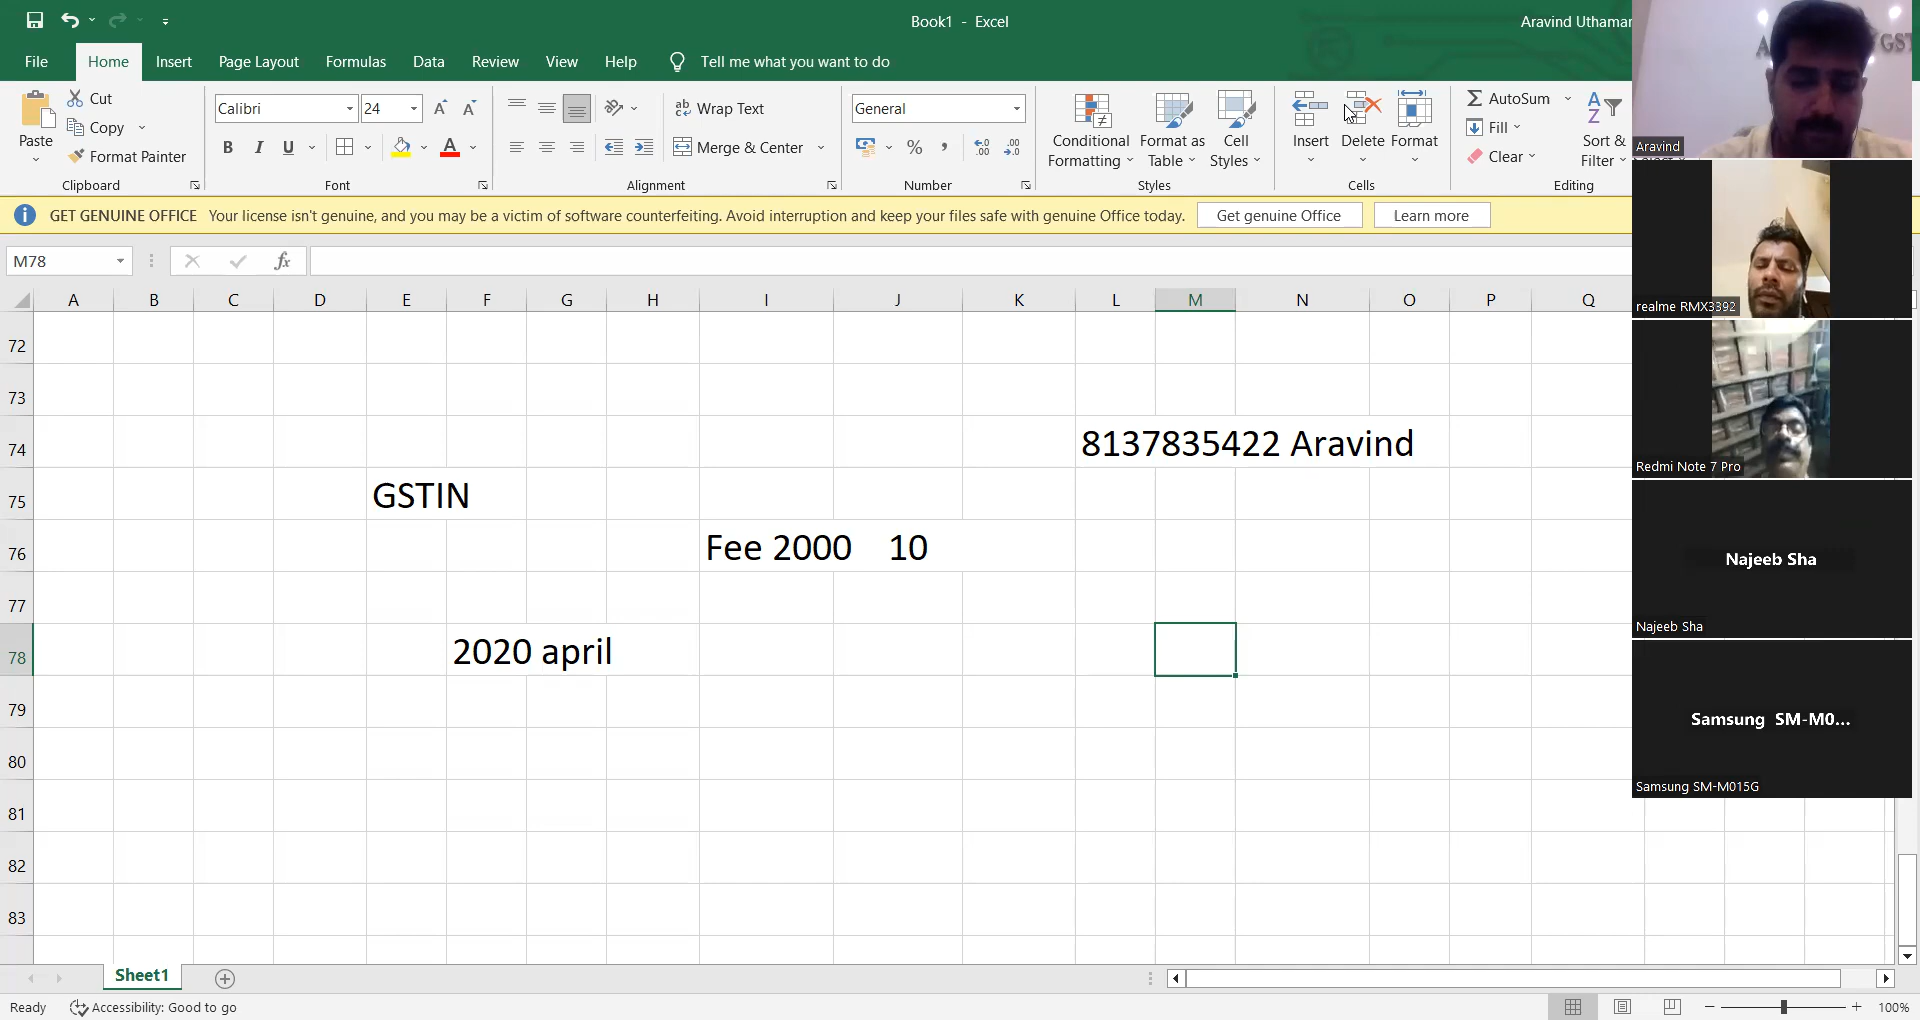 Book1 - Excel
Aravind Uthaman
File Home Insert Page Layout Formulas Data Review View Help Tell me what you want to do
Paste
Cut
Copy
Format Painter
Clipboard
Calibri 24
B I U
Font
Wrap Text
Merge & Center
Alignment
General
% ,
Number
Conditional Formatting
Format as Table
Cell Styles
Styles
Insert Delete Format
Cells
AutoSum
Fill
Clear
Sort & Filter
Editing
GET GENUINE OFFICE Your license isn't genuine, and you may be a victim of software counterfeiting. Avoid interruption and keep your files safe with genuine Office today. Get genuine Office Learn more
M78 fx
A B C D E F G H I J K L M N O P Q
72
73
74 8137835422 Aravind
75 GSTIN
76 Fee 2000 10
77
78 2020 april
79
80
81
82
83
Sheet1
Ready Accessibility: Good to go 100%
GST
Aravind
realme RMX3392
Redmi Note 7 Pro
Najeeb Sha
Najeeb Sha
Samsung SM-M0...
Samsung SM-M015G